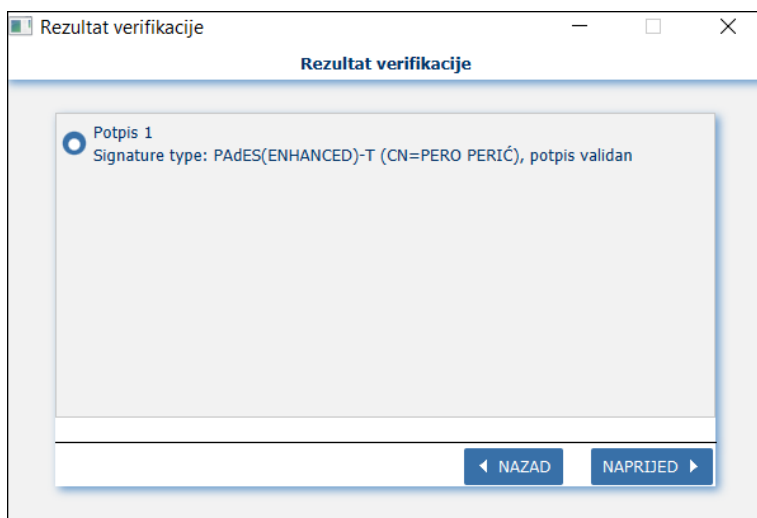 Rezultat verifikacije
Rezultat verifikacije
Potpis 1
Signature type: PAdES(ENHANCED)-T (CN=PERO PERIĆ), potpis validan
NAZAD
NAPRIJED